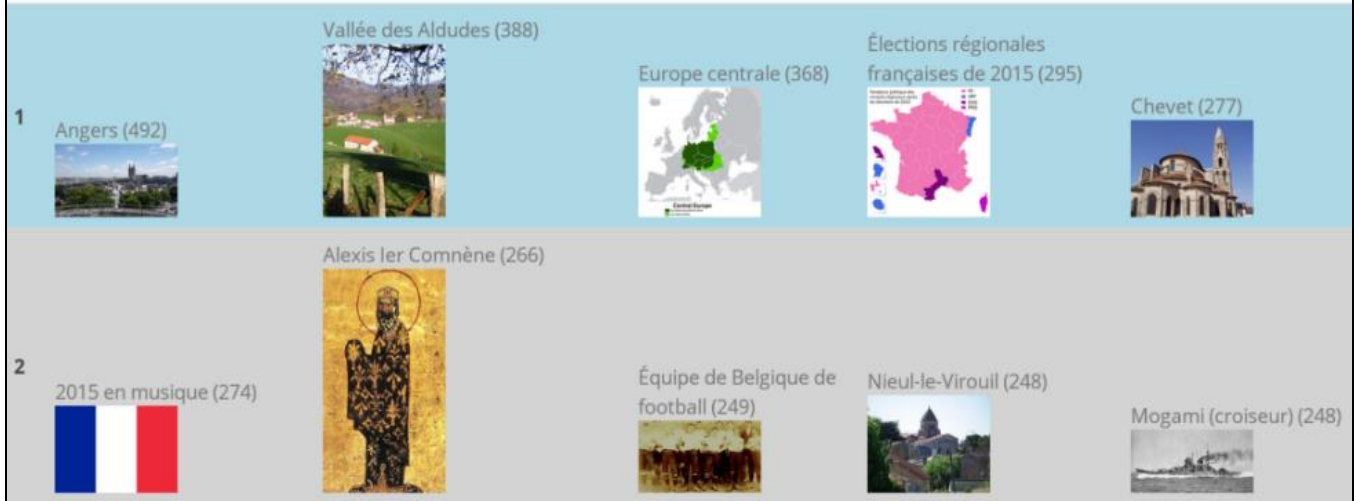 1
Angers (492)
Vallée des Aldudes (388)
Europe centrale (368)
Central Europe
Élections régionales
françaises de 2015 (295)
Chevet (277)
2
2015 en musique (274)
Alexis Ier Comnène (266)
Équipe de Belgique de
football (249)
Nieul-le-Virouil (248)
Mogami (croiseur) (248)